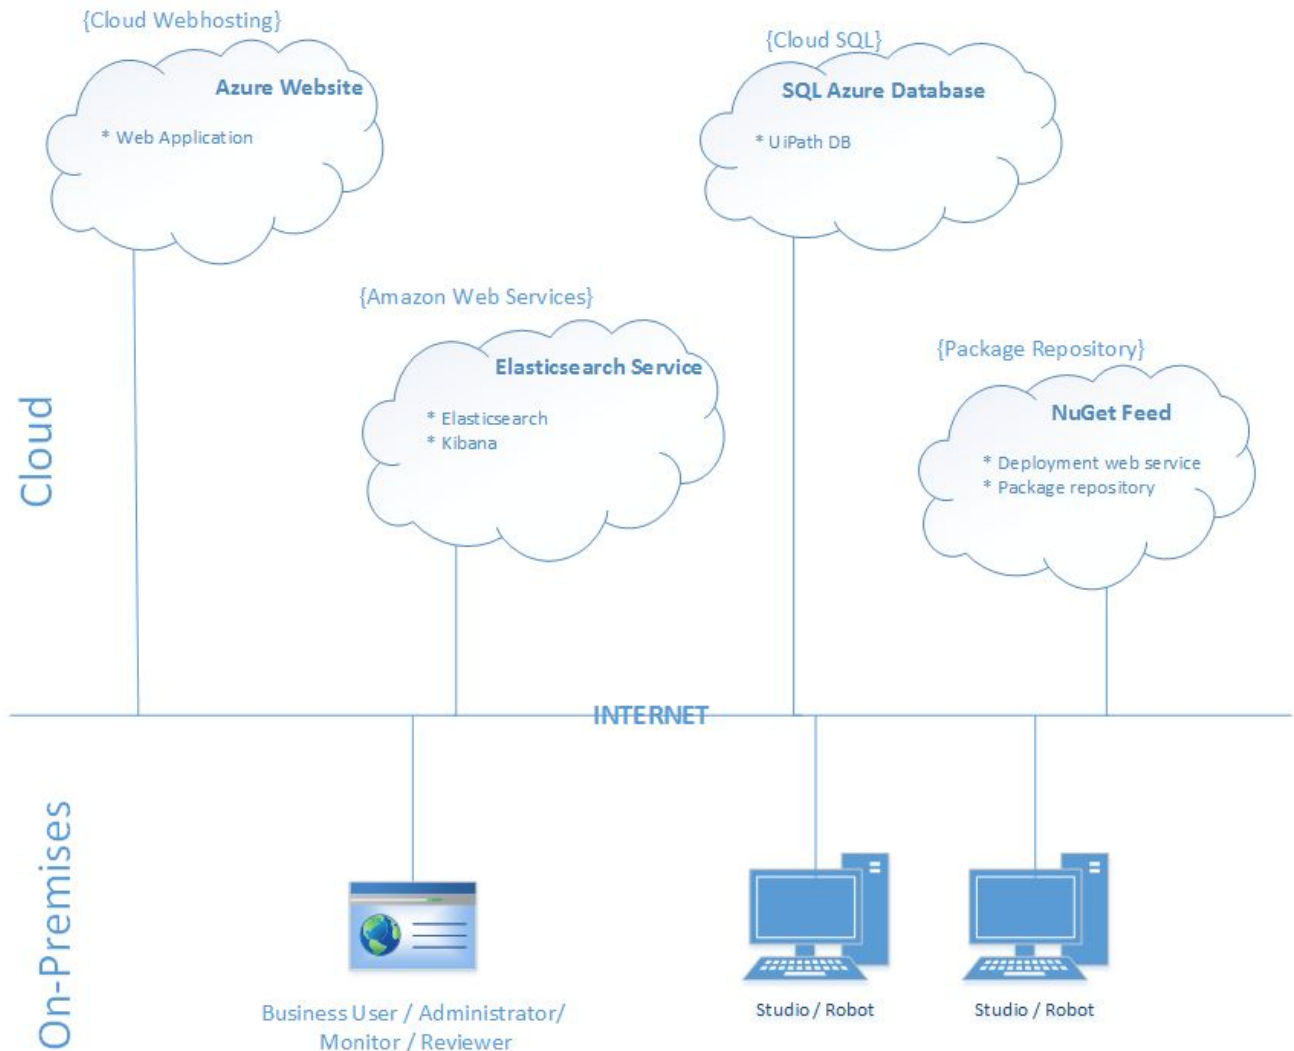 {Cloud Webhosting}
Azure Website
* Web Application
{Cloud SQL}
SQL Azure Database
* UiPath DB
{Amazon Web Services}
Elasticsearch Service
* Elasticsearch
* Kibana
{Package Repository}
NuGet Feed
* Deployment web service
* Package repository
Cloud
INTERNET
On-Premises
Business User / Administrator/
Monitor / Reviewer
Studio / Robot
Studio / Robot